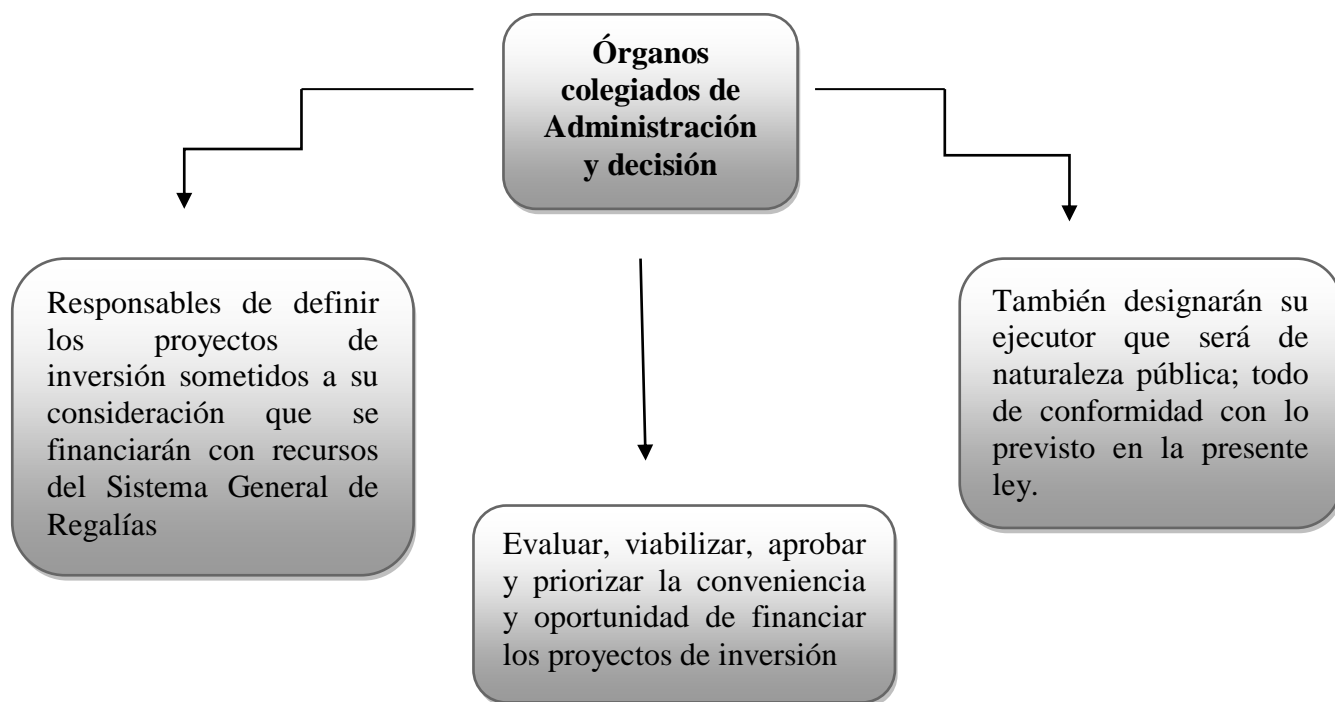 Órganos
colegiados de
Administración
y decisión
Responsables de definir
los proyectos de
inversión sometidos a su
consideración que se
financiarán con recursos
del Sistema General de
Regalías
Evaluar, viabilizar, aprobar
y priorizar la conveniencia
y oportunidad de financiar
los proyectos de inversión
También designarán su
ejecutor que será de
naturaleza pública; todo
de conformidad con lo
previsto en la presente
ley.